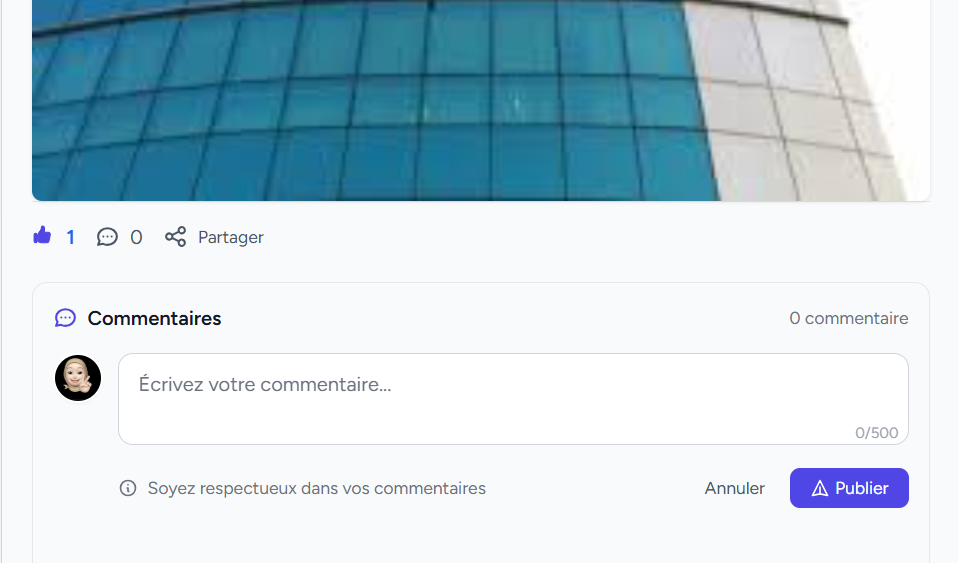 1 0 Partager
Commentaires 0 commentaire
Écrivez votre commentaire...
0/500
Soyez respectueux dans vos commentaires Annuler Publier